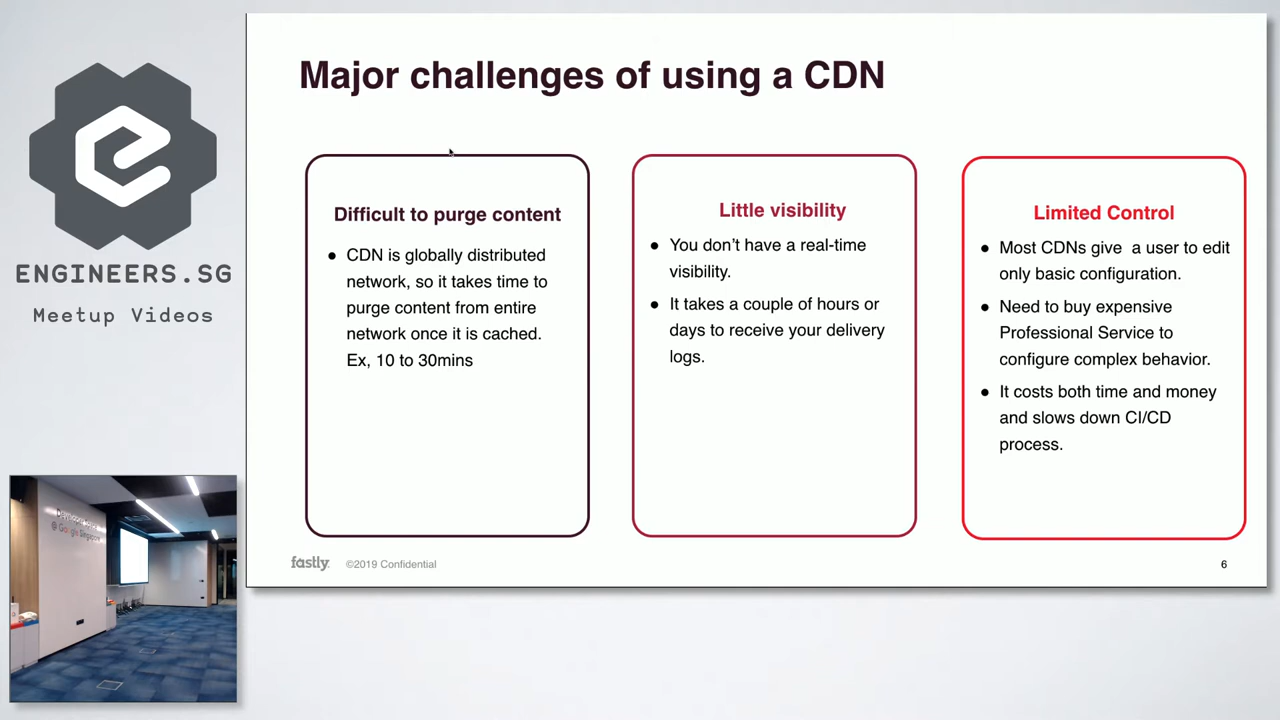 ENGINEERS.SG
Meetup Videos
Major challenges of using a CDN
Difficult to purge content
● CDN is globally distributed
network, so it takes time to
purge content from entire
network once it is cached.
Ex, 10 to 30mins
Little visibility
● You don't have a real-time
visibility.
● It takes a couple of hours or
days to receive your delivery
logs.
Limited Control
● Most CDNs give a user to edit
only basic configuration.
● Need to buy expensive
Professional Service to
configure complex behavior.
● It costs both time and money
and slows down CI/CD
process.
fastly
©2019 Confidential
6
@ Google Singapore